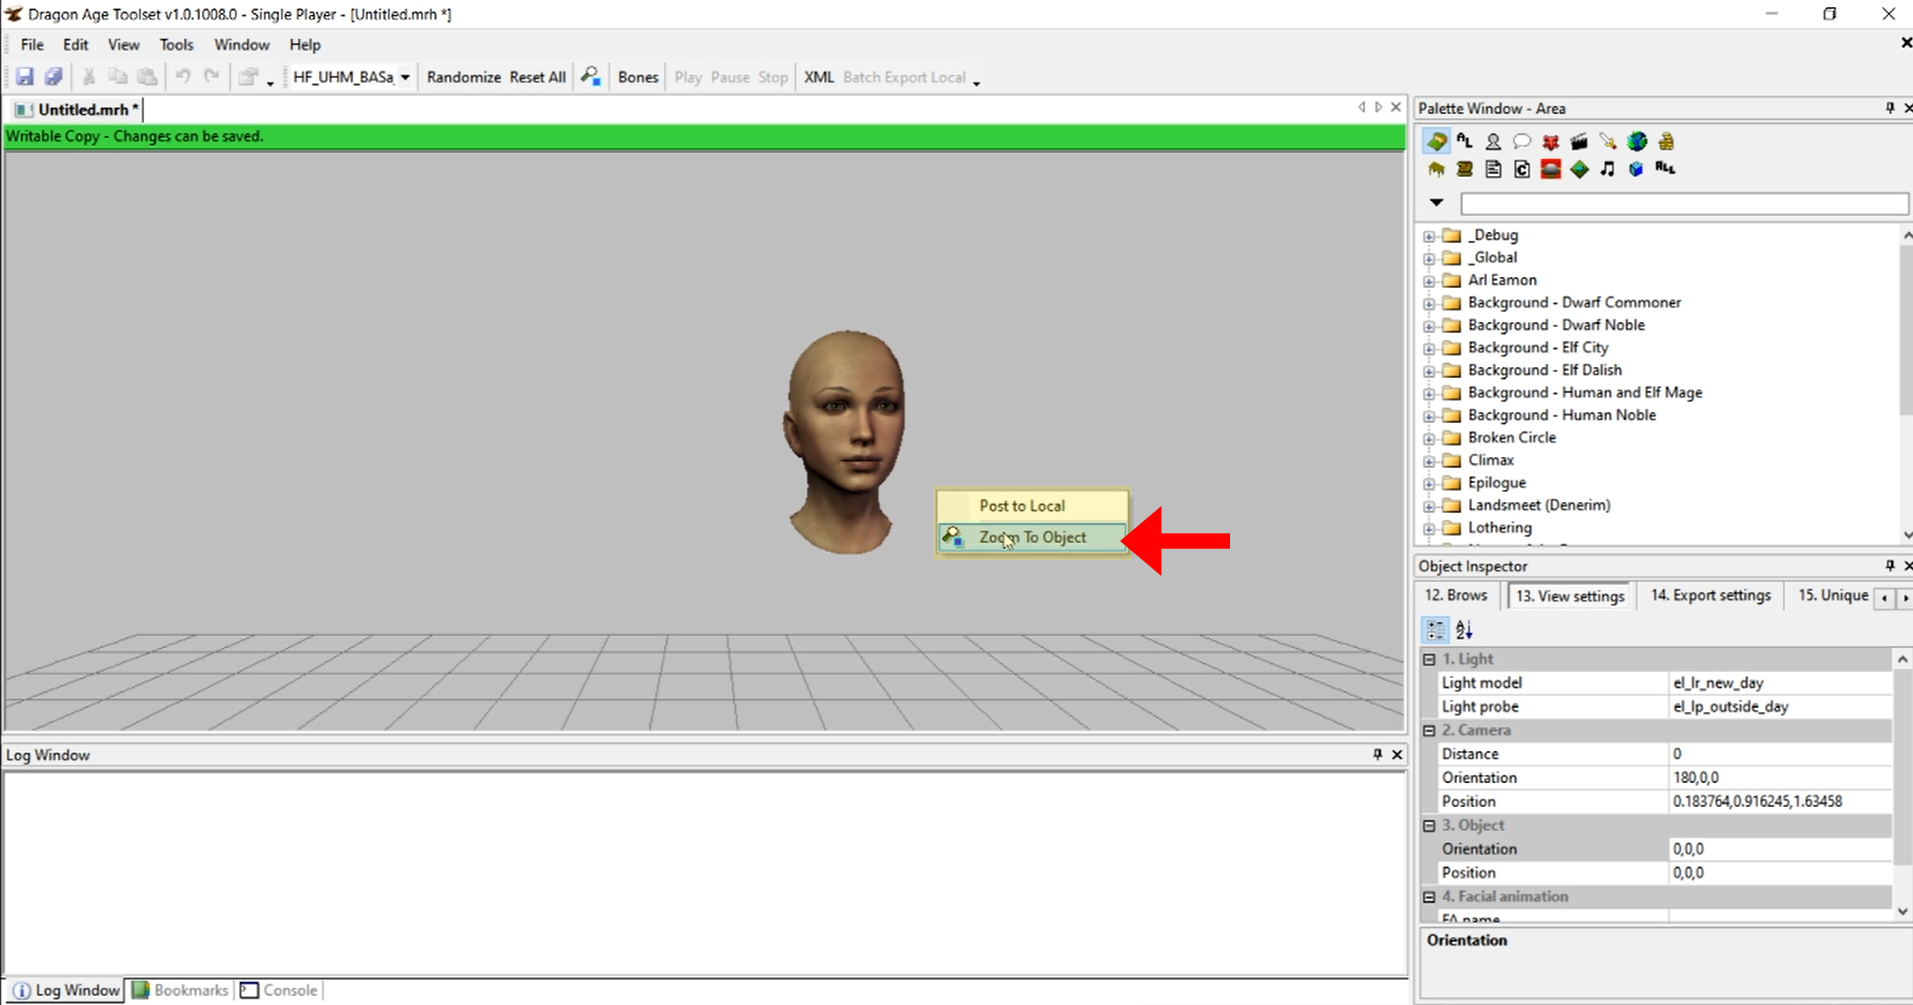 Dragon Age Toolset v1.0.1008.0 - Single Player - [Untitled.mrh *]
File Edit View Tools Window Help
HF_UHM_BASa Randomize Reset All Bones Play Pause Stop XML Batch Export Local
Untitled.mrh *
Writable Copy - Changes can be saved.
Post to Local
Zoom To Object
Log Window
Log Window Bookmarks Console
Palette Window - Area
_Debug
_Global
Arl Eamon
Background - Dwarf Commoner
Background - Dwarf Noble
Background - Elf City
Background - Elf Dalish
Background - Human and Elf Mage
Background - Human Noble
Broken Circle
Climax
Epilogue
Landsmeet (Denerim)
Lothering
Object Inspector
12. Brows 13. View settings 14. Export settings 15. Unique
1. Light
Light model el_lr_new_day
Light probe el_lp_outside_day
2. Camera
Distance 0
Orientation 180,0,0
Position 0.183764,0.916245,1.63458
3. Object
Orientation 0,0,0
Position 0,0,0
4. Facial animation
FA name
Orientation